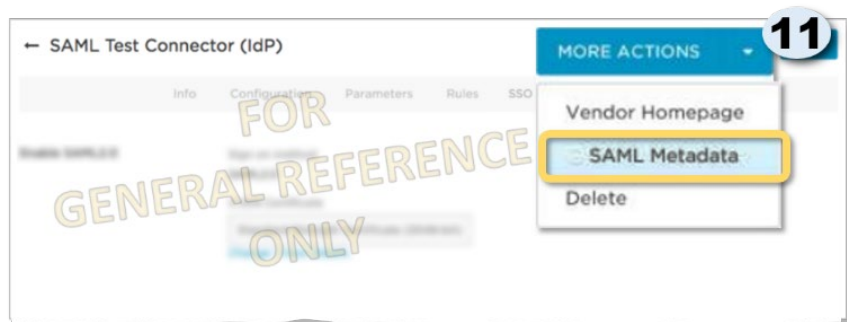 ← SAML Test Connector (IdP)
MORE ACTIONS
11
Info Configuration Parameters Rules SSO
Vendor Homepage
SAML Metadata
Delete
FOR
GENERAL REFERENCE
ONLY